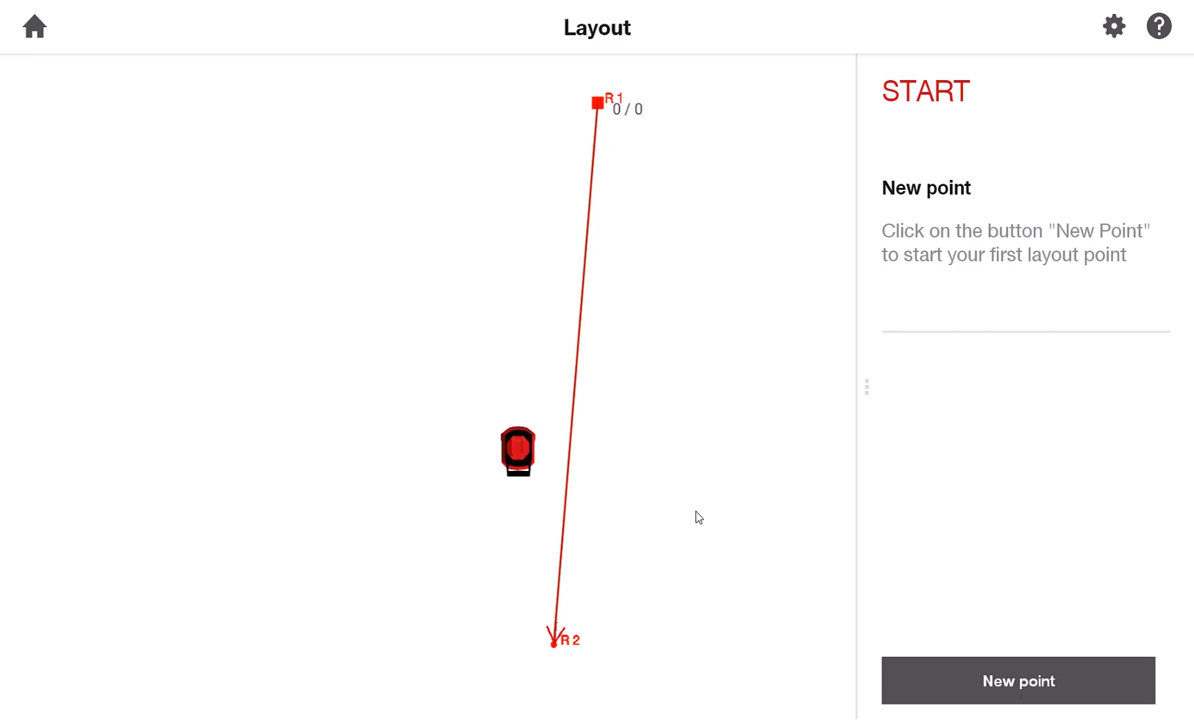 Layout
R1
0 / 0
R2
START
New point
Click on the button "New Point"
to start your first layout point
New point